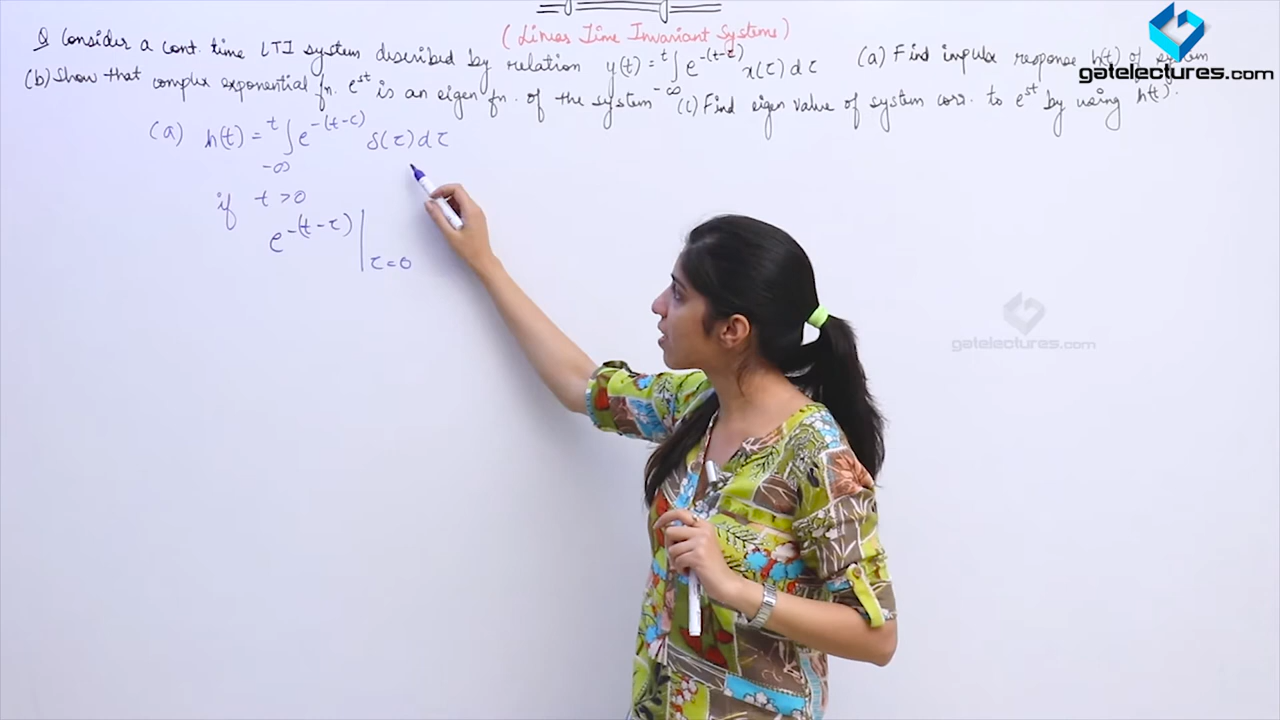 (Linear Time Invariant Systems)
Q Consider a cont. time LTI system discribed by relation y(t) = ᵗ∫₋∞ e^-(t-τ) x(τ) dτ (a) Find impulse response h(t) of system
(b) Show that complex exponential fn. e^st is an eigen fn. of the system (c) Find eigen value of system corr. to e^st by using h(t).
gatelectures.com
(a) h(t) = ᵗ∫₋∞ e^-(t-τ) δ(τ) dτ
if t > 0
e^-(t-τ) | τ=0
gatelectures.com